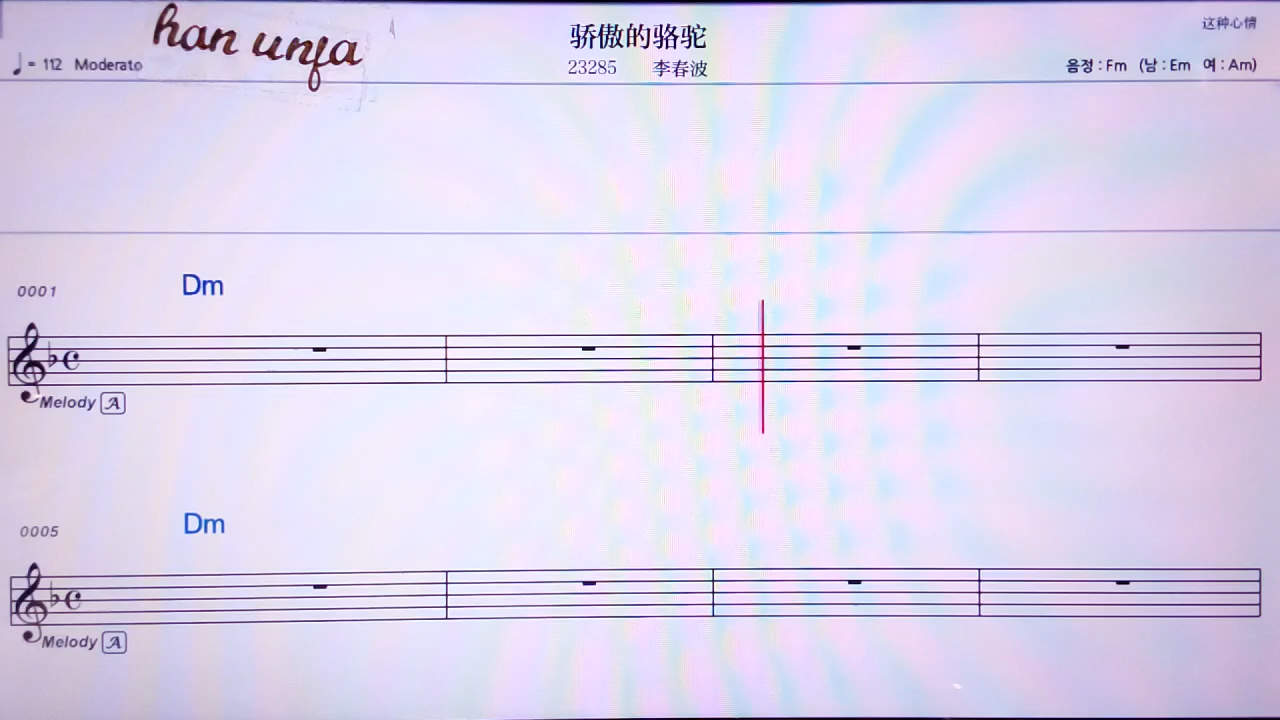 han unfa
骄傲的骆驼
这种心情
♩= 112 Moderato
23285 李春波
음정 : Fm (남 : Em 여 : Am)
0001 Dm
Melody A
0005 Dm
Melody A